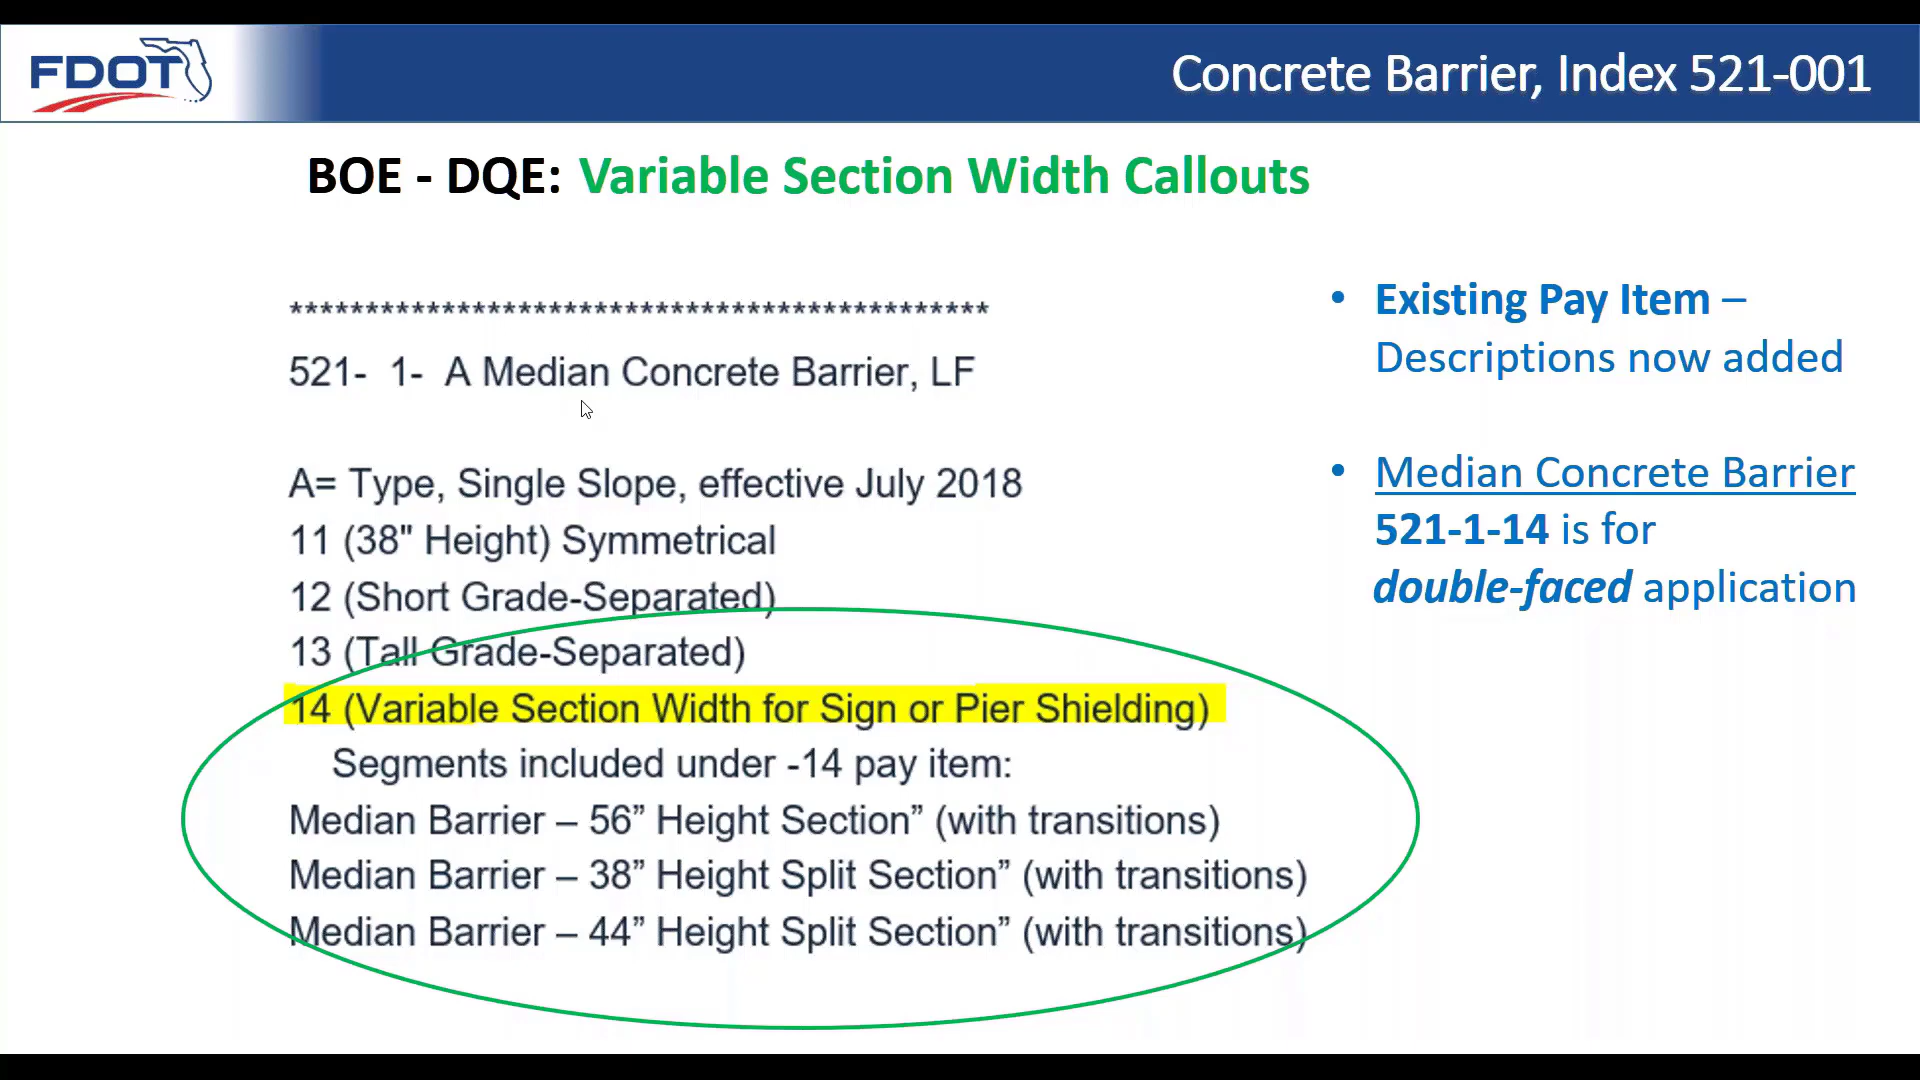 FDOT
Concrete Barrier, Index 521-001
BOE - DQE: Variable Section Width Callouts
**********************************************
521- 1- A Median Concrete Barrier, LF
A= Type, Single Slope, effective July 2018
11 (38" Height) Symmetrical
12 (Short Grade-Separated)
13 (Tall Grade-Separated)
14 (Variable Section Width for Sign or Pier Shielding)
Segments included under -14 pay item:
Median Barrier – 56” Height Section” (with transitions)
Median Barrier – 38” Height Split Section” (with transitions)
Median Barrier – 44” Height Split Section” (with transitions)
• Existing Pay Item –
Descriptions now added
• Median Concrete Barrier
521-1-14 is for
double-faced application